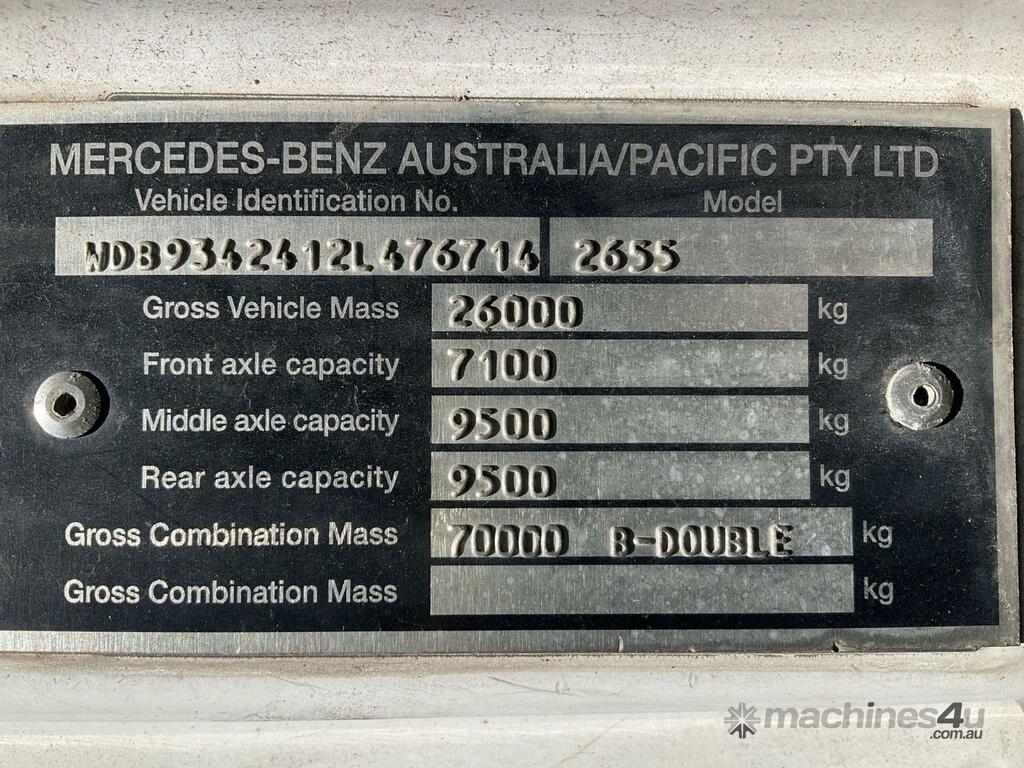 MERCEDES-BENZ AUSTRALIA/PACIFIC PTY LTD
Vehicle Identification No. Model
WDB9342412L476714 2655
Gross Vehicle Mass 26000 kg
Front axle capacity 7100 kg
Middle axle capacity 9500 kg
Rear axle capacity 9500 kg
Gross Combination Mass 70000 B-DOUBLE kg
Gross Combination Mass kg
machines4u
.com.au